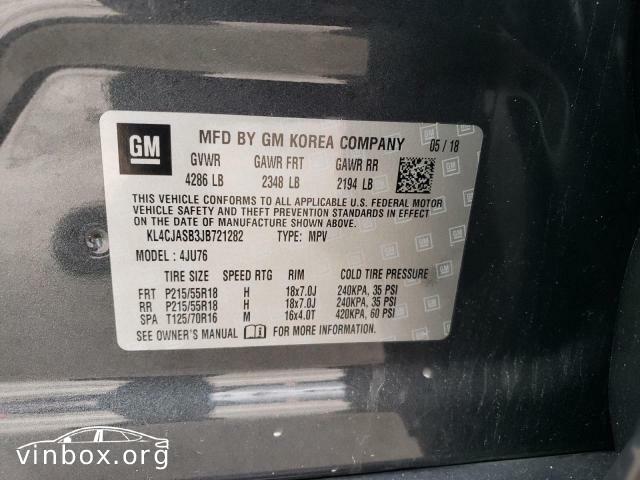 GM
MFD BY GM KOREA COMPANY 05 / 18
GVWR GAWR FRT GAWR RR
4286 LB 2348 LB 2194 LB
THIS VEHICLE CONFORMS TO ALL APPLICABLE U.S. FEDERAL MOTOR
VEHICLE SAFETY AND THEFT PREVENTION STANDARDS IN EFFECT
ON THE DATE OF MANUFACTURE SHOWN ABOVE.
KL4CJASB3JB721282 TYPE: MPV
MODEL : 4JU76
TIRE SIZE SPEED RTG RIM COLD TIRE PRESSURE
FRT P215/55R18 H 18x7.0J 240KPA, 35 PSI
RR P215/55R18 H 18x7.0J 240KPA, 35 PSI
SPA T125/70R16 M 16x4.0T 420KPA, 60 PSI
SEE OWNER'S MANUAL FOR MORE INFORMATION.
vinbox.org